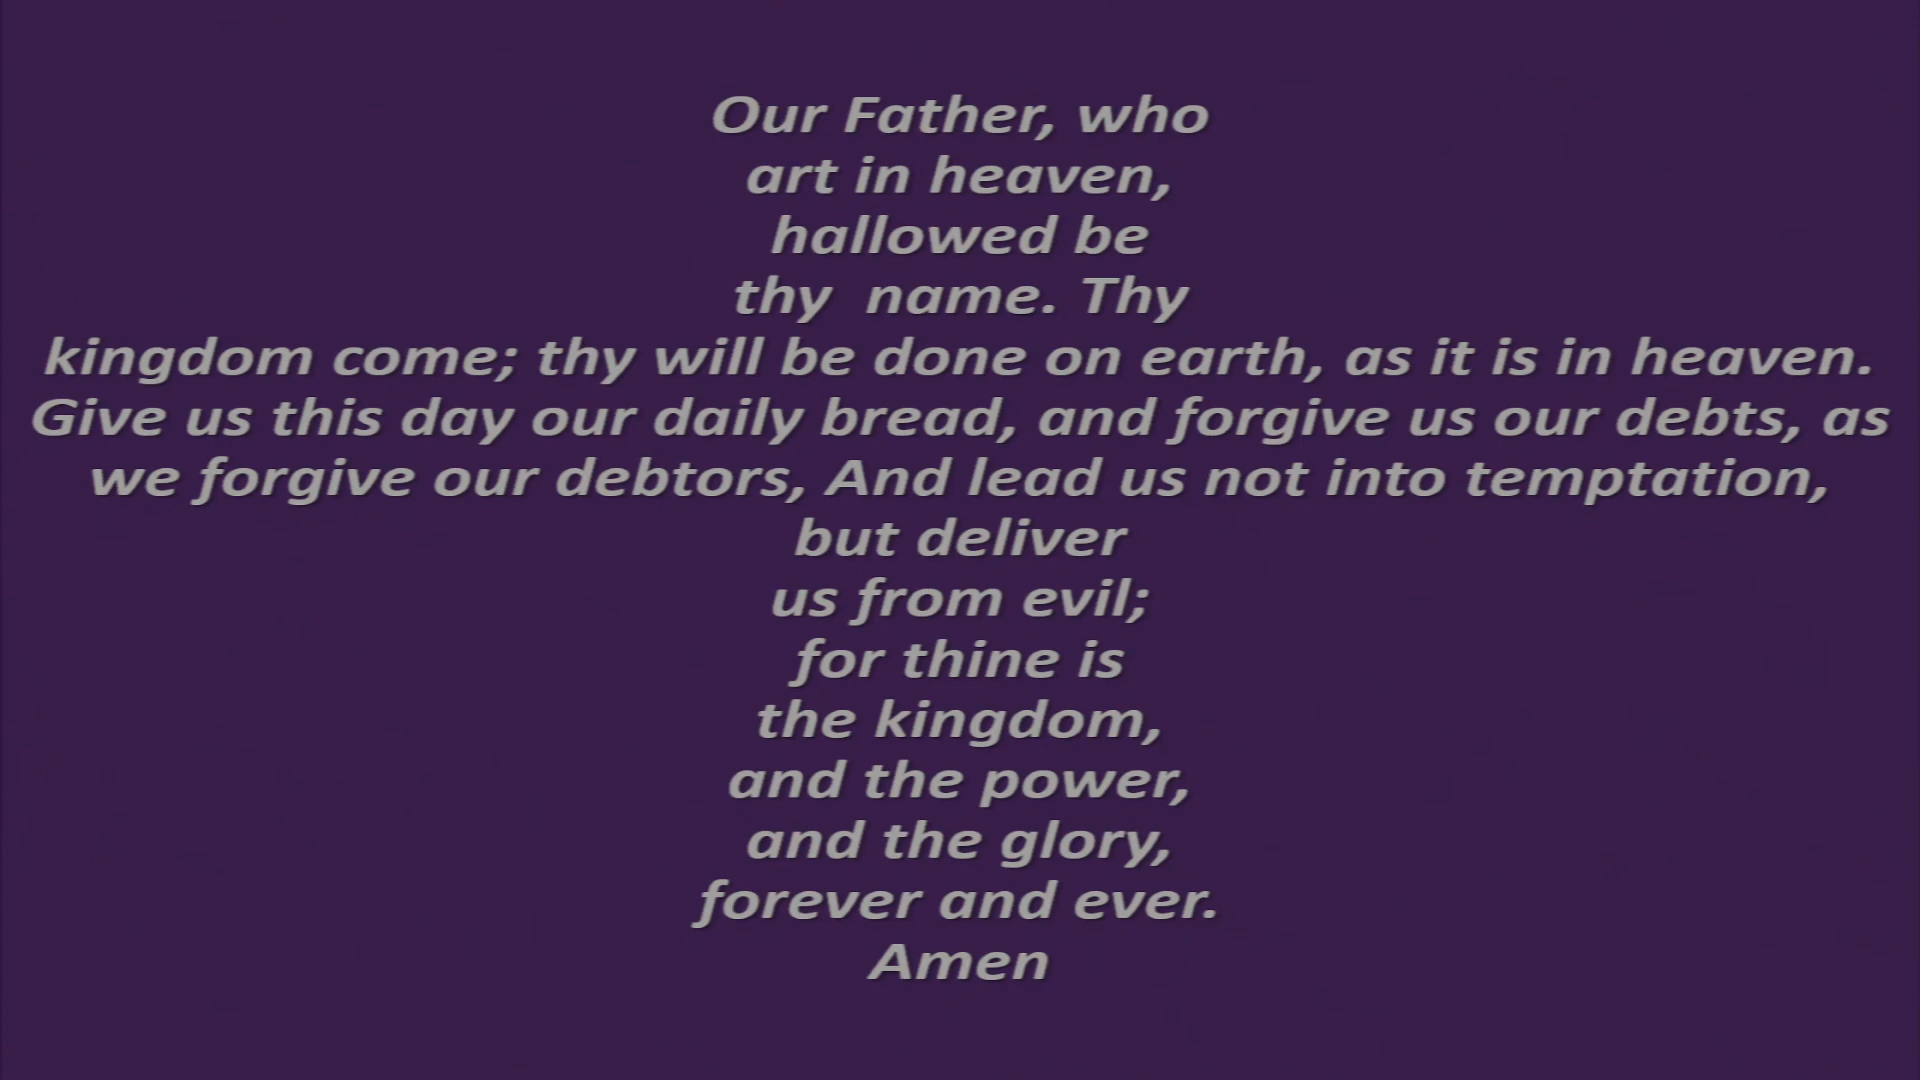 Our Father, who
art in heaven,
hallowed be
thy  name. Thy
kingdom come; thy will be done on earth, as it is in heaven.
Give us this day our daily bread, and forgive us our debts, as
we forgive our debtors, And lead us not into temptation,
but deliver
us from evil;
for thine is
the kingdom,
and the power,
and the glory,
forever and ever.
Amen